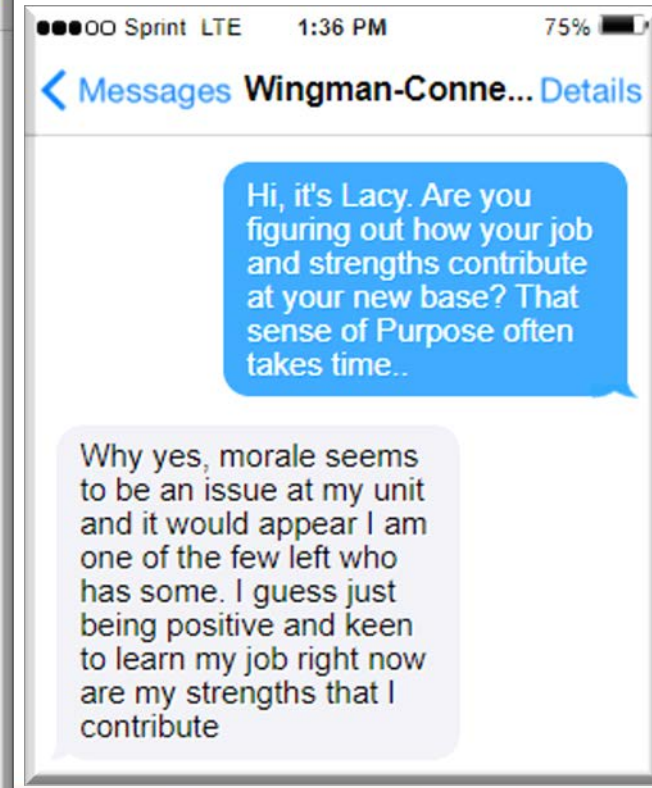 Sprint LTE 1:36 PM 75%
Messages Wingman-Conne... Details
Hi, it's Lacy. Are you
figuring out how your job
and strengths contribute
at your new base? That
sense of Purpose often
takes time..
Why yes, morale seems
to be an issue at my unit
and it would appear I am
one of the few left who
has some. I guess just
being positive and keen
to learn my job right now
are my strengths that I
contribute